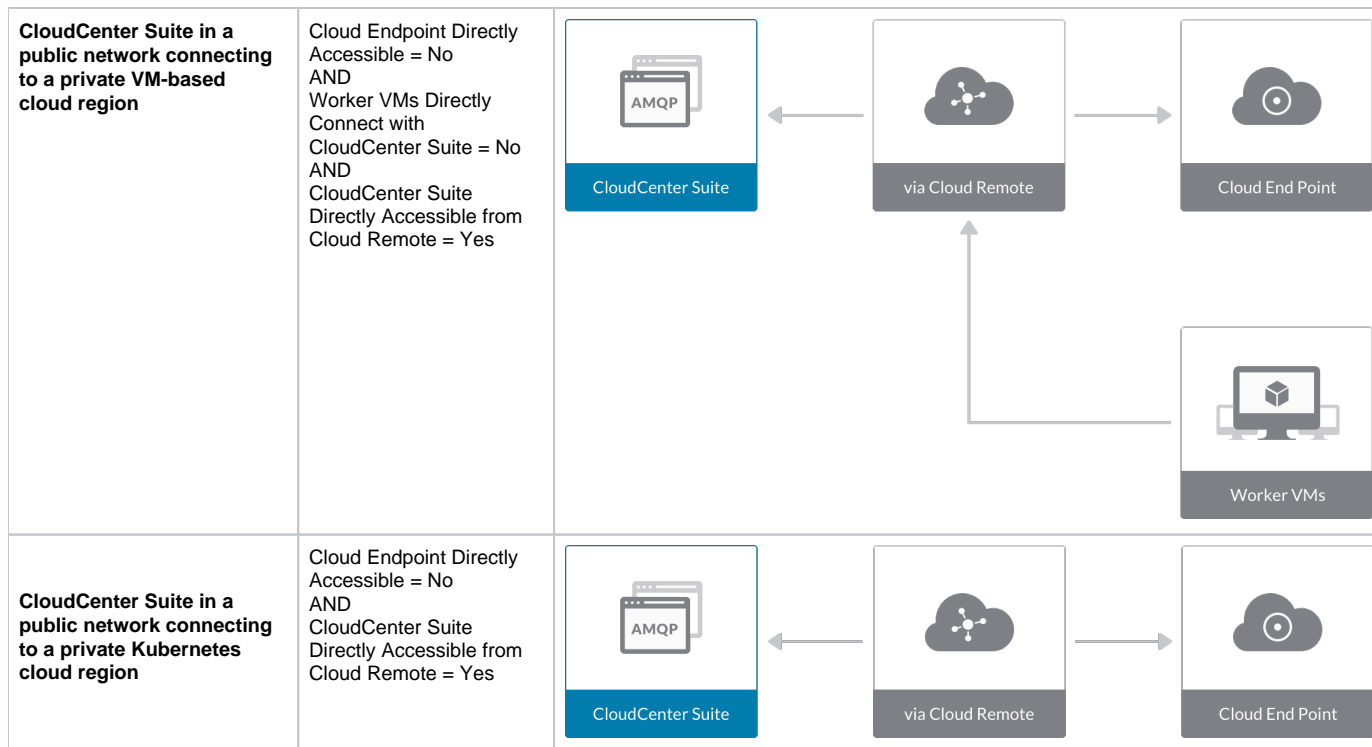 CloudCenter Suite in a
public network connecting
to a private VM-based
cloud region
Cloud Endpoint Directly
Accessible = No
AND
Worker VMs Directly
Connect with
CloudCenter Suite = No
AND
CloudCenter Suite
Directly Accessible from
Cloud Remote = Yes
AMQP
CloudCenter Suite
via Cloud Remote
Cloud End Point
Worker VMs
CloudCenter Suite in a
public network connecting
to a private Kubernetes
cloud region
Cloud Endpoint Directly
Accessible = No
AND
CloudCenter Suite
Directly Accessible from
Cloud Remote = Yes
AMQP
CloudCenter Suite
via Cloud Remote
Cloud End Point